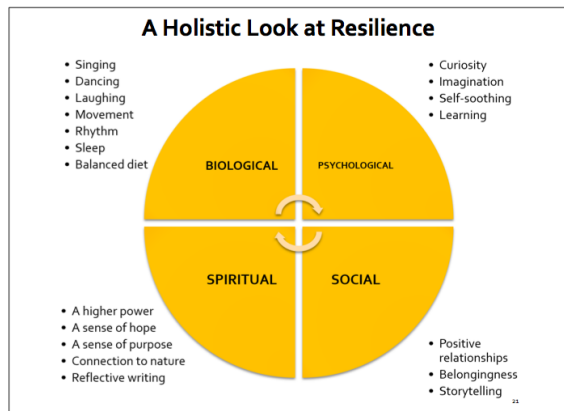 A Holistic Look at Resilience
• Singing
• Dancing
• Laughing
• Movement
• Rhythm
• Sleep
• Balanced diet
• Curiosity
• Imagination
• Self-soothing
• Learning
BIOLOGICAL
PSYCHOLOGICAL
SPIRITUAL
SOCIAL
• A higher power
• A sense of hope
• A sense of purpose
• Connection to nature
• Reflective writing
• Positive
relationships
• Belongingness
• Storytelling
21